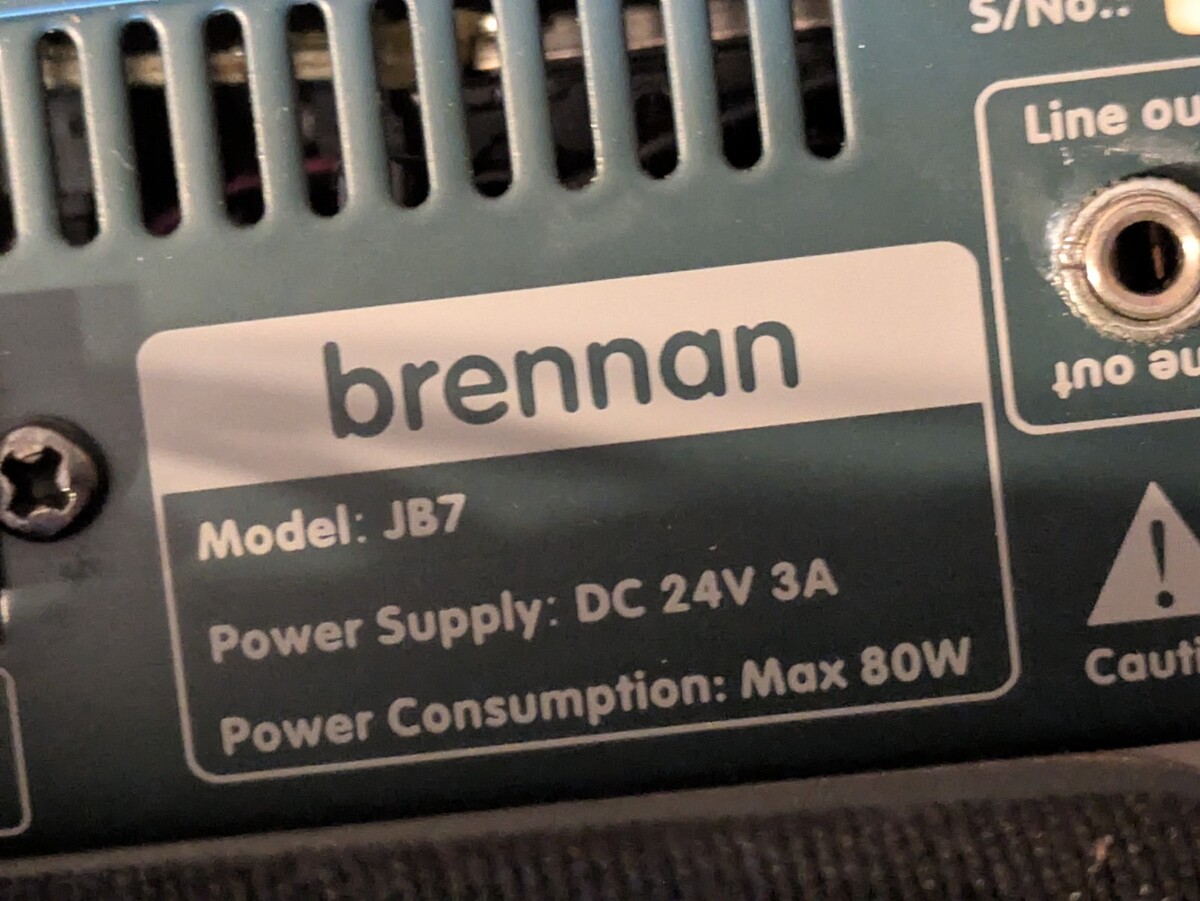 S/No.:
Line ou
ne out
brennan
Model: JB7
Power Supply: DC 24V 3A
Power Consumption: Max 80W
Cauti